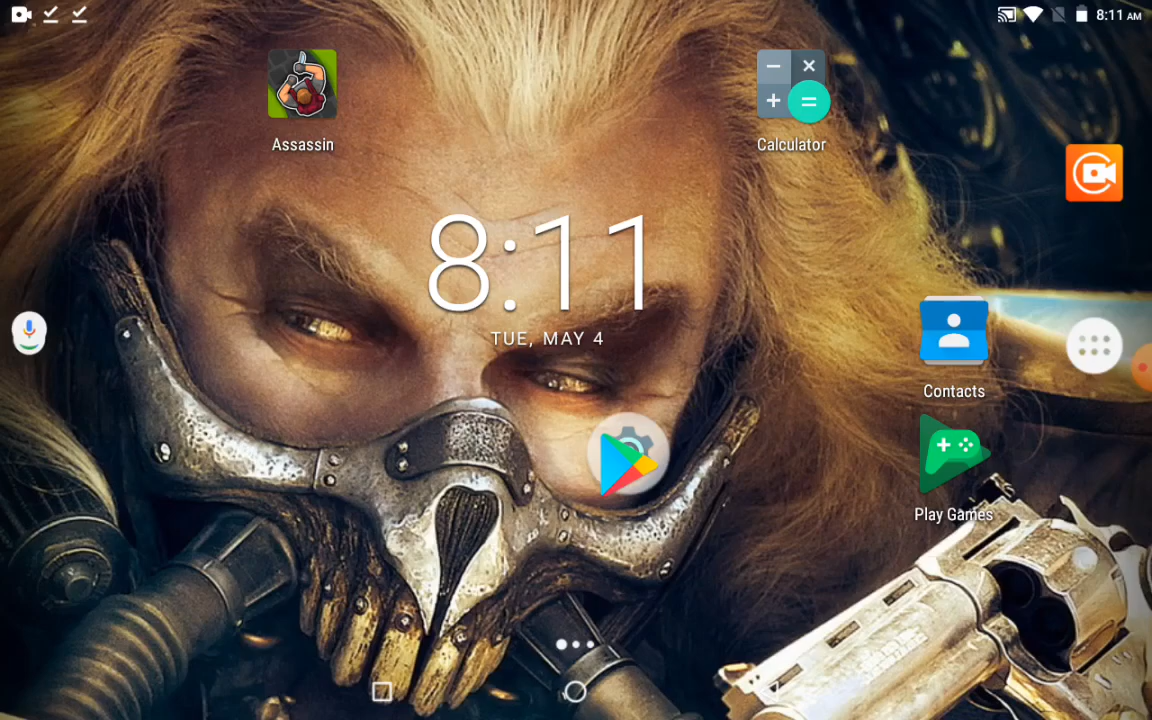 8:11 AM
Assassin
Calculator
8:11
TUE, MAY 4
Contacts
Play Games